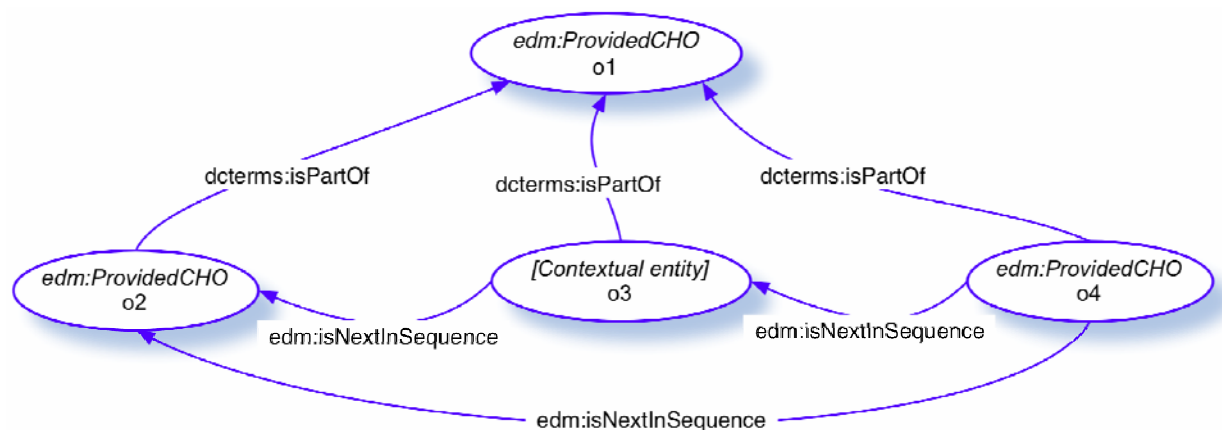 edm:ProvidedCHO
o1
dcterms:isPartOf
dcterms:isPartOf
dcterms:isPartOf
edm:ProvidedCHO
o2
[Contextual entity]
o3
edm:ProvidedCHO
o4
edm:isNextInSequence
edm:isNextInSequence
edm:isNextInSequence